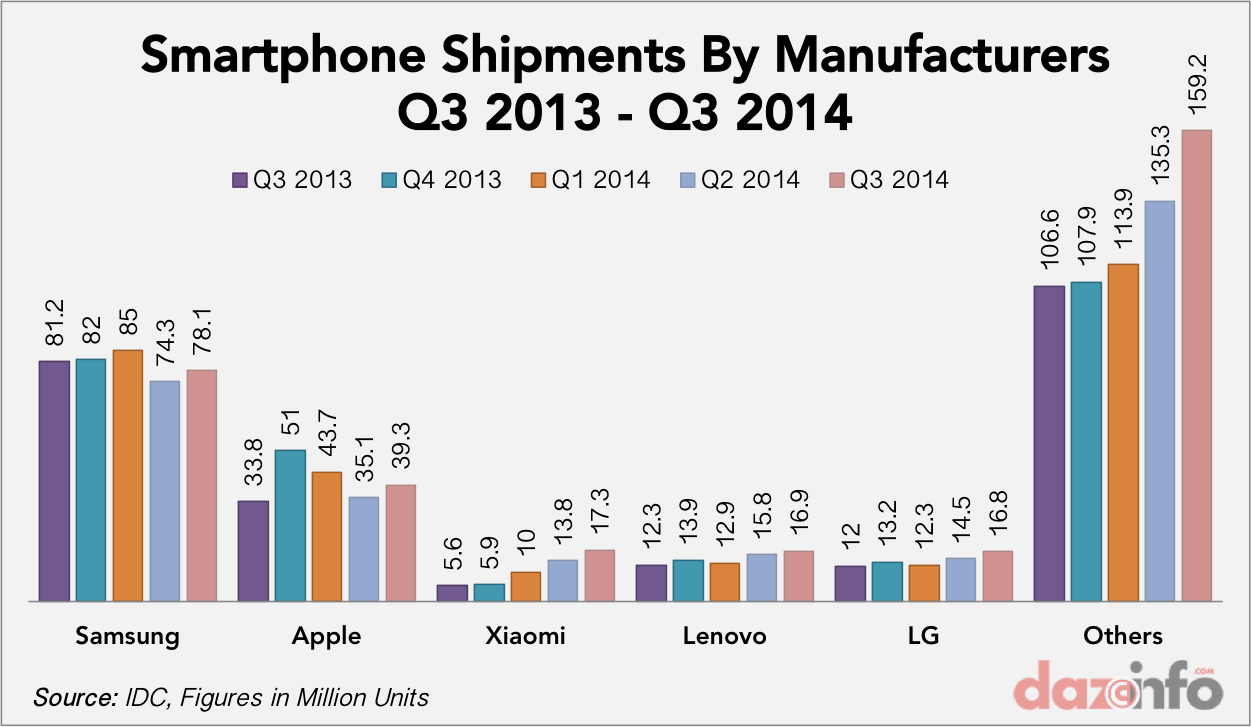 Smartphone Shipments By Manufacturers
Q3 2013 - Q3 2014
Q3 2013 Q4 2013 Q1 2014 Q2 2014 Q3 2014
81.2 82 85 74.3 78.1
33.8 51 43.7 35.1 39.3
5.6 5.9 10 13.8 17.3
12.3 13.9 12.9 15.8 16.9
12 13.2 12.3 14.5 16.8
106.6 107.9 113.9 135.3 159.2
Samsung Apple Xiaomi Lenovo LG Others
Source: IDC, Figures in Million Units
dazeinfo
.COM